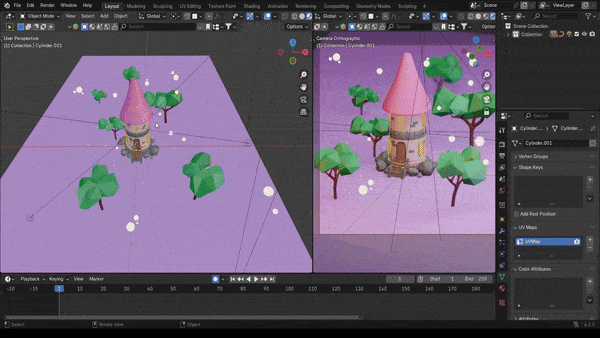 File Edit Render Window Help Layout Modeling Sculpting UV Editing Texture Paint Shading Animation Rendering Compositing Geometry Nodes Scripting Scene ViewLayer
Object Mode View Select Add Object Global Global
Options
User Perspective
(1) Collection | Cylinder.001
Camera Orthographic
(1) Collection | Cylinder.001
Scene Collection
Collection
Search
Cylinder.... Cylinder....
Cylinder.001
Vertex Groups
Shape Keys
Add Rest Position
UV Maps
UVMap
Color Attributes
Attributes
Playback Keying View Marker
1 Start 1 End 250
-20 -10 1 10 20 30 40 50 60 70 80 90 100 110 120 130 140 150 160 170 180
Select Rotate View Object